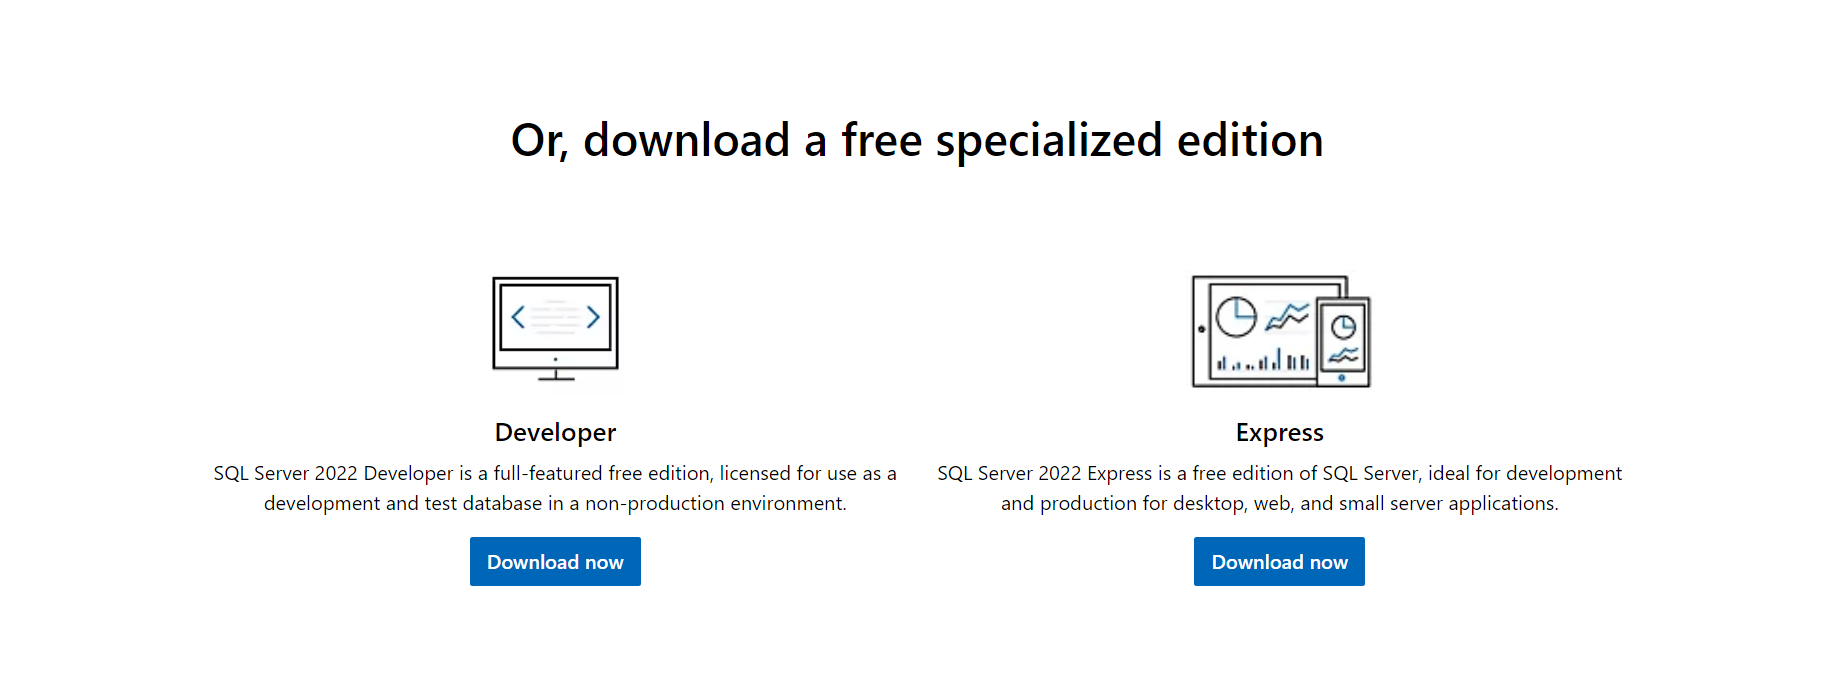 Or, download a free specialized edition
Developer
SQL Server 2022 Developer is a full-featured free edition, licensed for use as a
development and test database in a non-production environment.
Download now
Express
SQL Server 2022 Express is a free edition of SQL Server, ideal for development
and production for desktop, web, and small server applications.
Download now